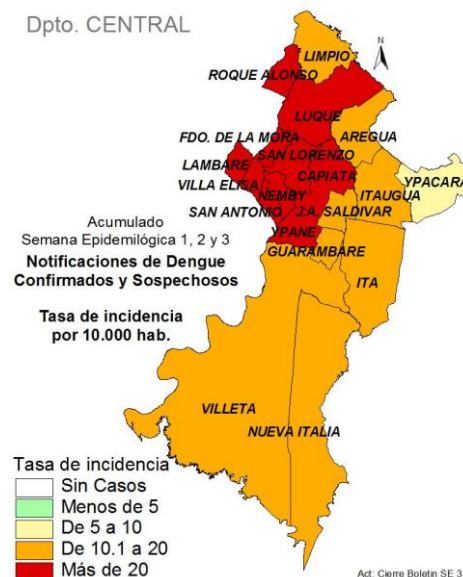 Dpto. CENTRAL
N
LIMPIO
ROQUE ALONSO
LUQUE
FDO. DE LA MORA
AREGUA
SAN LORENZO
LAMBARE
CAPIATA
YPACARA
VILLA ELISA
ÑEMBY
ITAUGUA
SAN ANTONIO
J.A. SALDIVAR
YPANE
GUARAMBARE
ITA
Acumulado
Semana Epidemilógica 1, 2 y 3
Notificaciones de Dengue
Confirmados y Sospechosos
Tasa de incidencia
por 10.000 hab.
VILLETA
NUEVA ITALIA
Tasa de incidencia
Sin Casos
Menos de 5
De 5 a 10
De 10.1 a 20
Más de 20
Act: Cierre Boletin SE 3